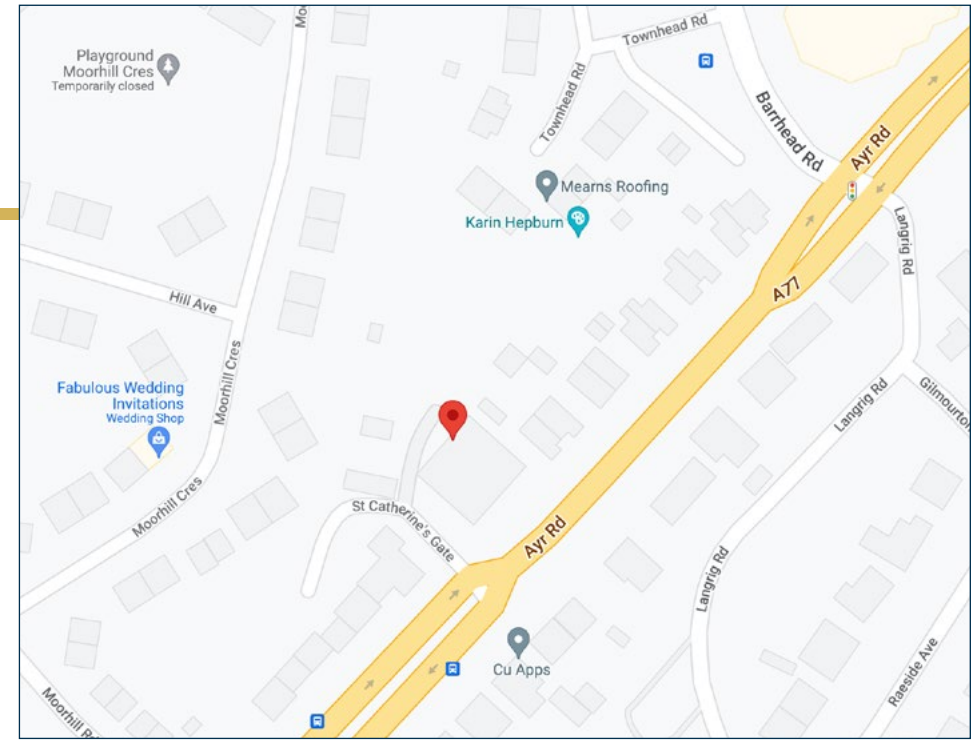 Mo
Townhead Rd
Playground
Moorhill Cres
Temporarily closed
Townhead Rd
Barrhead Rd
Ayr Rd
Mearns Roofing
Karin Hepburn
Langrig Rd
A77
Hill Ave
Moorhill Cres
Fabulous Wedding
Invitations
Wedding Shop
Langrig Rd
Gilmourton
Moorhill Cres
St Catherine's Gate
Ayr Rd
Langrig Rd
Cu Apps
Raeside Ave
Moorhill R